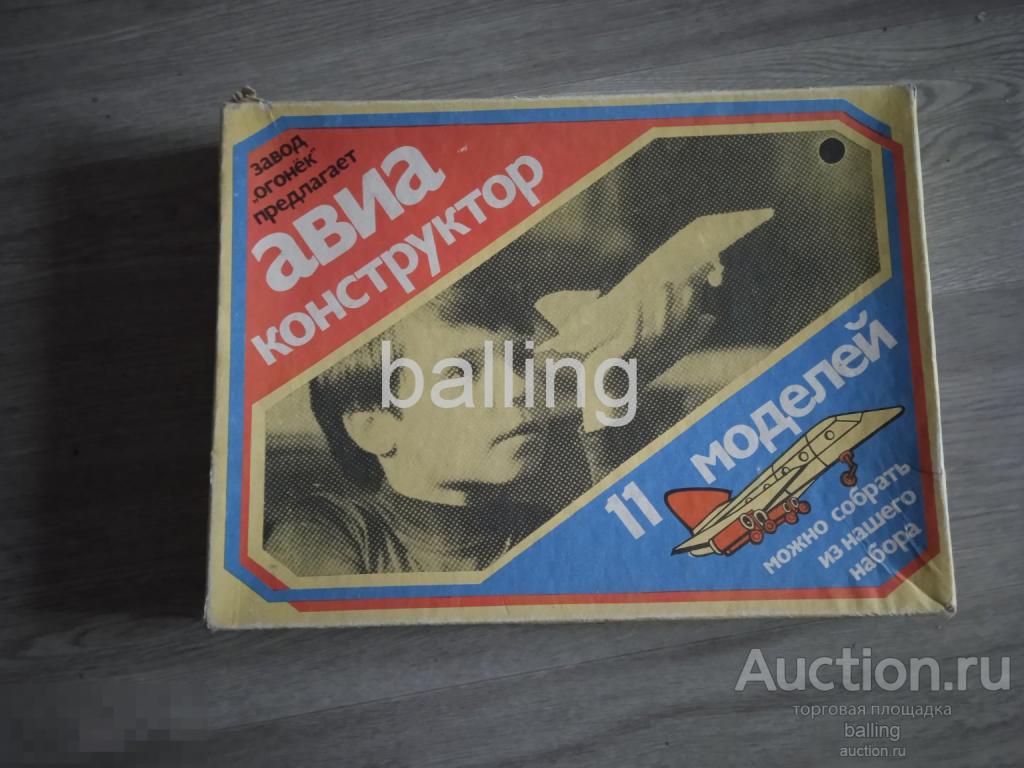 завод
„огонёк"
предлагает
авиа
конструктор
balling
11 моделей
можно собрать
из нашего
набора
Auction.ru
торговая площадка
balling
auction.ru